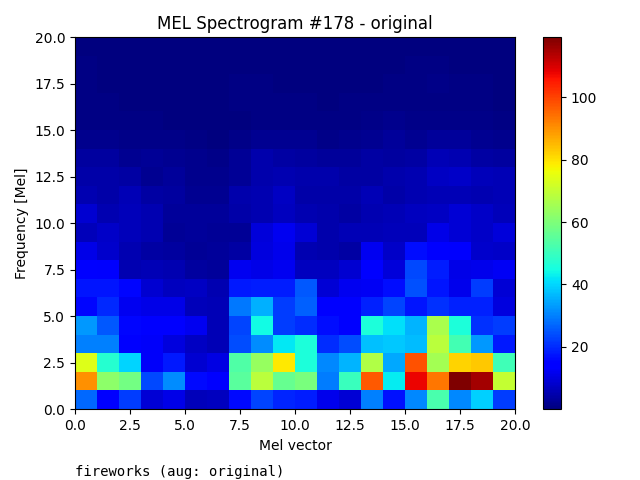 MEL Spectrogram #178 - original
20.0
17.5
15.0
12.5
10.0
7.5
5.0
2.5
0.0
Frequency [Mel]
0.0 2.5 5.0 7.5 10.0 12.5 15.0 17.5 20.0
Mel vector
100
80
60
40
20
fireworks (aug: original)